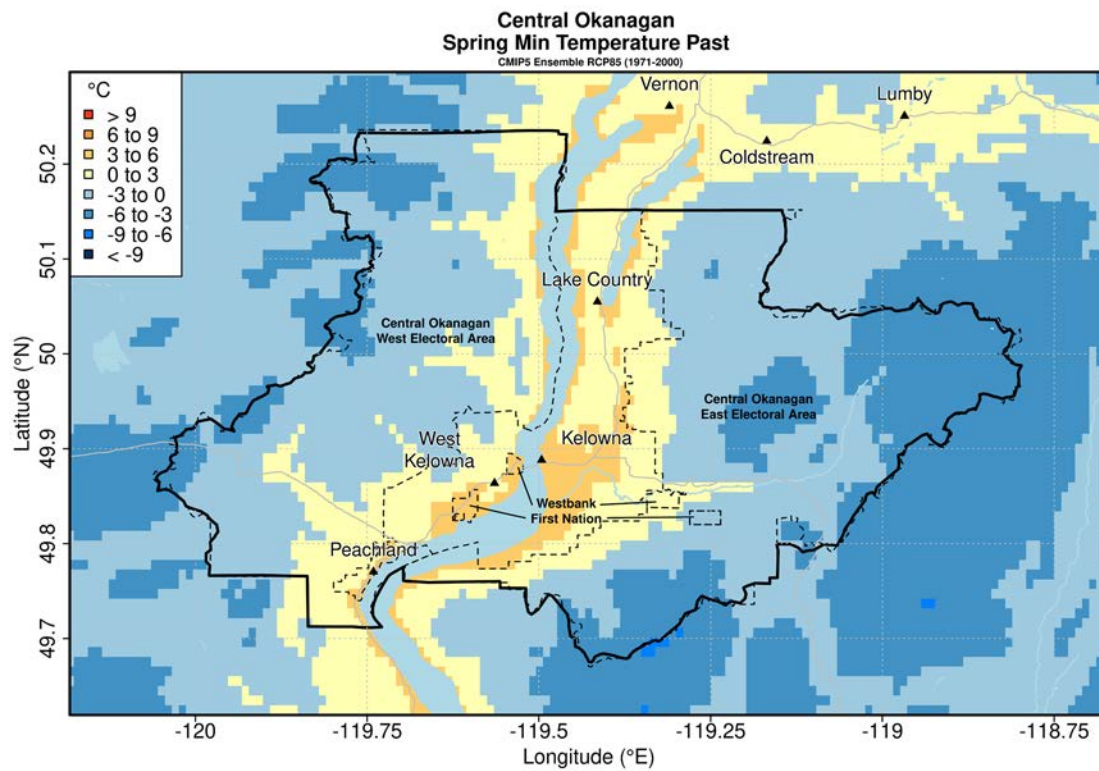 Central Okanagan
Spring Min Temperature Past
CMIP5 Ensemble RCP85 (1971-2000)
°C
> 9
6 to 9
3 to 6
0 to 3
-3 to 0
-6 to -3
-9 to -6
< -9
Vernon
Lumby
Coldstream
Lake Country
Central Okanagan
West Electoral Area
Central Okanagan
East Electoral Area
West
Kelowna
Kelowna
Westbank
First Nation
Peachland
50.2
50.1
50
49.9
49.8
49.7
Latitude (°N)
-120
-119.75
-119.5
-119.25
-119
-118.75
Longitude (°E)